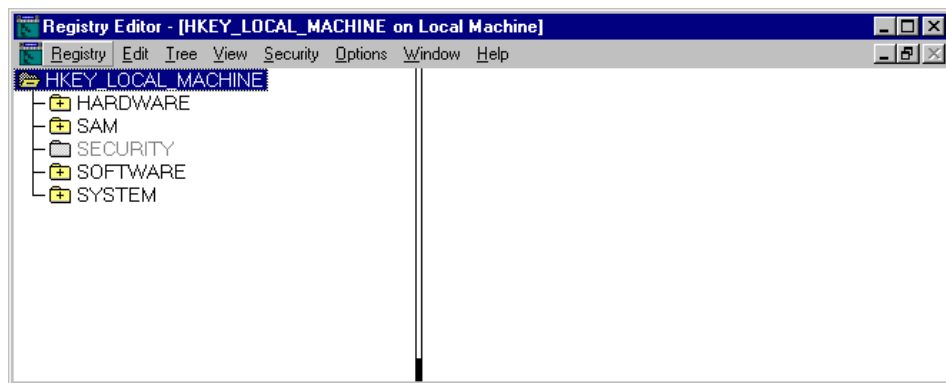 Registry Editor - [HKEY_LOCAL_MACHINE on Local Machine]
Registry Edit Tree View Security Options Window Help
HKEY_LOCAL_MACHINE
HARDWARE
SAM
SECURITY
SOFTWARE
SYSTEM